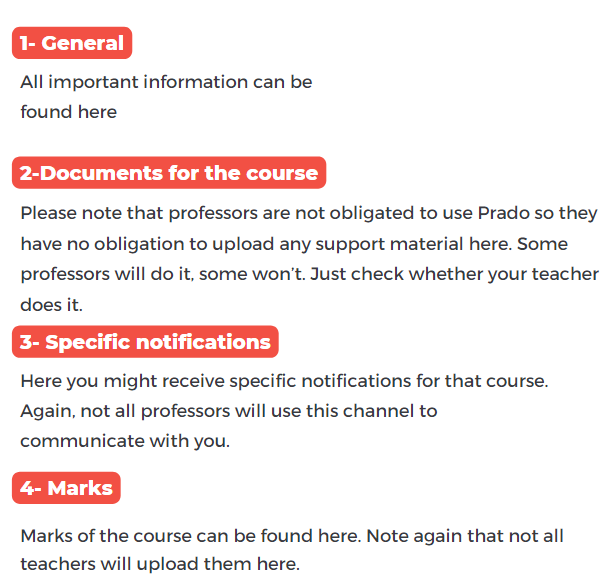 1- General
All important information can be
found here
2-Documents for the course
Please note that professors are not obligated to use Prado so they
have no obligation to upload any support material here. Some
professors will do it, some won't. Just check whether your teacher
does it.
3- Specific notifications
Here you might receive specific notifications for that course.
Again, not all professors will use this channel to
communicate with you.
4- Marks
Marks of the course can be found here. Note again that not all
teachers will upload them here.